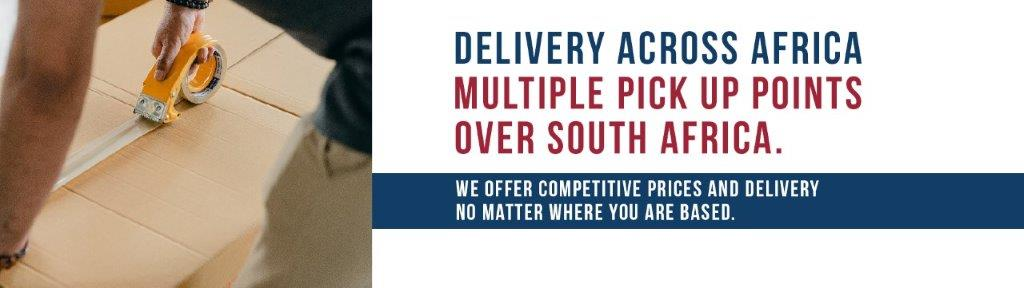 DELIVERY ACROSS AFRICA
MULTIPLE PICK UP POINTS
OVER SOUTH AFRICA.
WE OFFER COMPETITIVE PRICES AND DELIVERY
NO MATTER WHERE YOU ARE BASED.